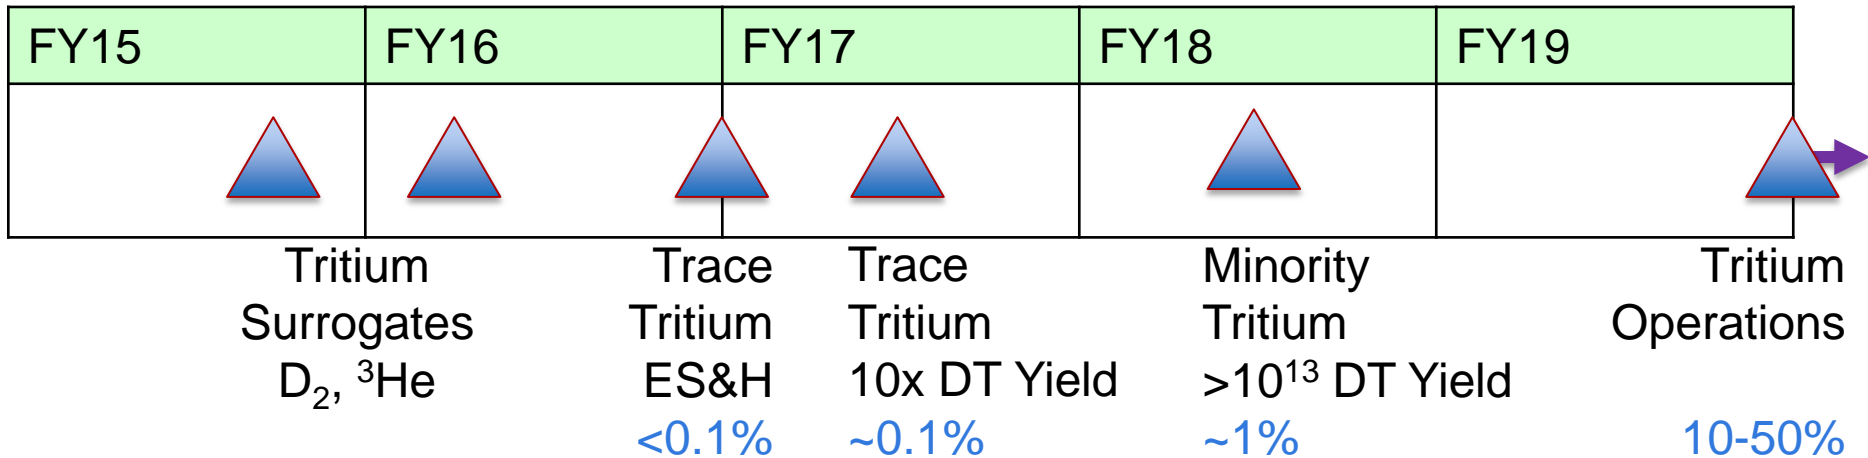 FY15
FY16
FY17
FY18
FY19
Tritium
Surrogates
D₂, ³He
Trace
Tritium
ES&H
<0.1%
Trace
Tritium
10x DT Yield
~0.1%
Minority
Tritium
>10¹³ DT Yield
~1%
Tritium
Operations
10-50%